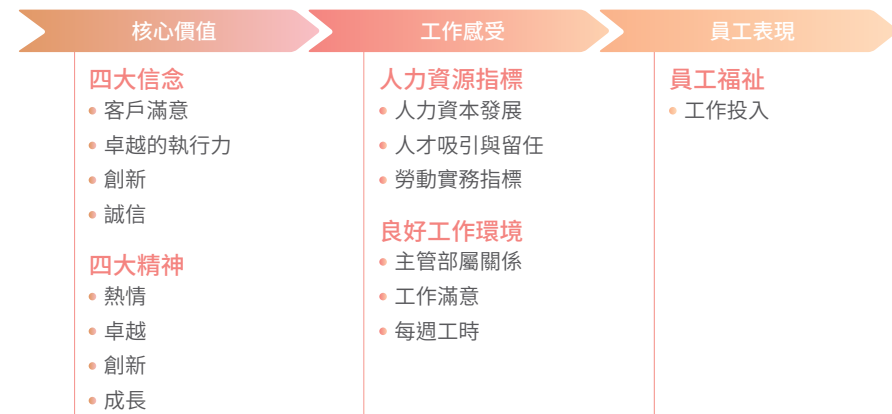 核心價值
四大信念
客戶滿意
卓越的執行力
創新
誠信
四大精神
熱情
卓越
創新
成長
工作感受
人力資源指標
人力資本發展
人才吸引與留任
勞動實務指標
良好工作環境
主管部屬關係
工作滿意
每週工時
員工表現
員工福祉
工作投入